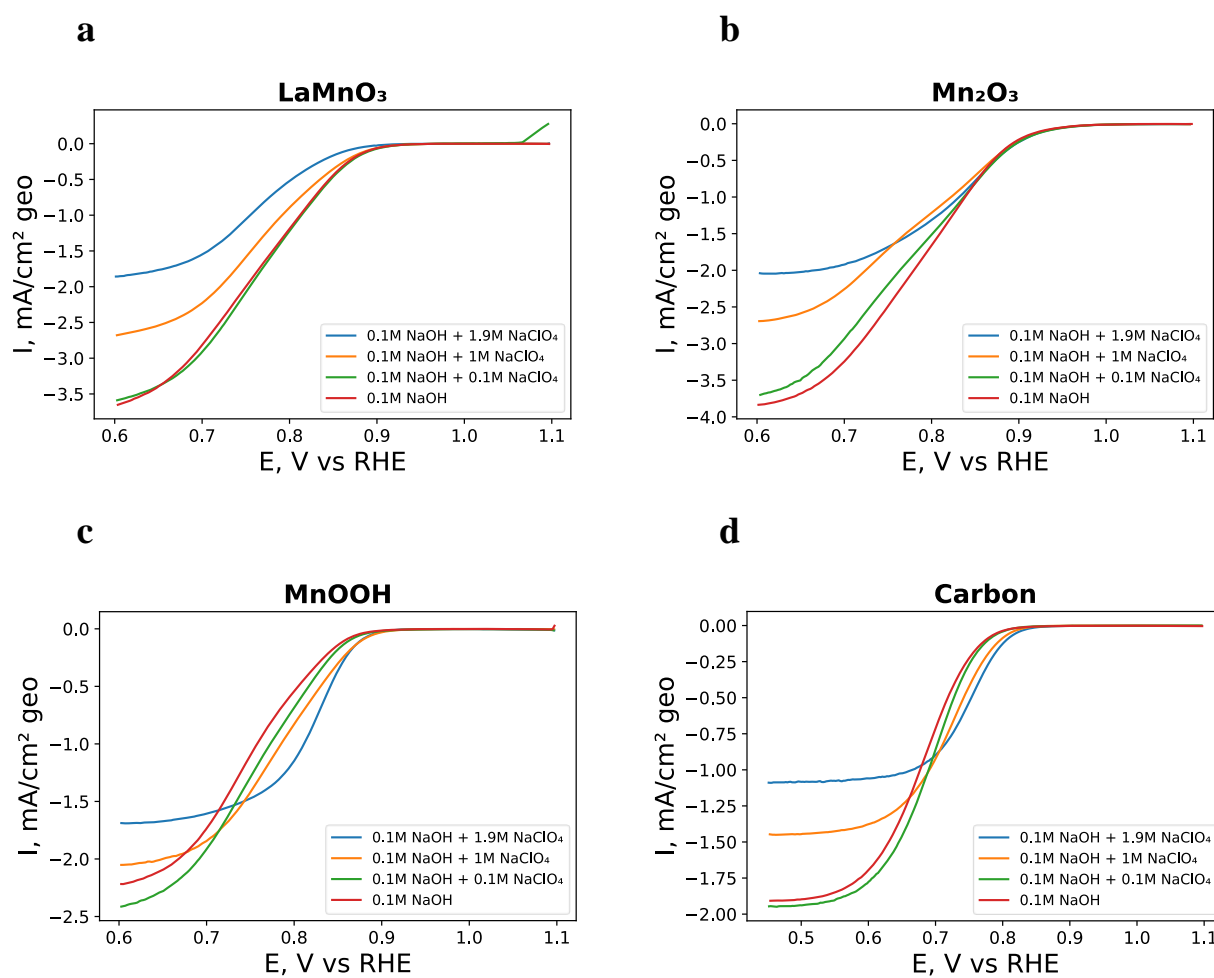 a
LaMnO₃
I, mA/cm² geo
0.0
−0.5
−1.0
−1.5
−2.0
−2.5
−3.0
−3.5
0.6 0.7 0.8 0.9 1.0 1.1
E, V vs RHE
0.1M NaOH + 1.9M NaClO₄
0.1M NaOH + 1M NaClO₄
0.1M NaOH + 0.1M NaClO₄
0.1M NaOH
b
Mn₂O₃
I, mA/cm² geo
0.0
−0.5
−1.0
−1.5
−2.0
−2.5
−3.0
−3.5
−4.0
0.6 0.7 0.8 0.9 1.0 1.1
E, V vs RHE
0.1M NaOH + 1.9M NaClO₄
0.1M NaOH + 1M NaClO₄
0.1M NaOH + 0.1M NaClO₄
0.1M NaOH
c
MnOOH
I, mA/cm² geo
0.0
−0.5
−1.0
−1.5
−2.0
−2.5
0.6 0.7 0.8 0.9 1.0 1.1
E, V vs RHE
0.1M NaOH + 1.9M NaClO₄
0.1M NaOH + 1M NaClO₄
0.1M NaOH + 0.1M NaClO₄
0.1M NaOH
d
Carbon
I, mA/cm² geo
0.00
−0.25
−0.50
−0.75
−1.00
−1.25
−1.50
−1.75
−2.00
0.5 0.6 0.7 0.8 0.9 1.0 1.1
E, V vs RHE
0.1M NaOH + 1.9M NaClO₄
0.1M NaOH + 1M NaClO₄
0.1M NaOH + 0.1M NaClO₄
0.1M NaOH